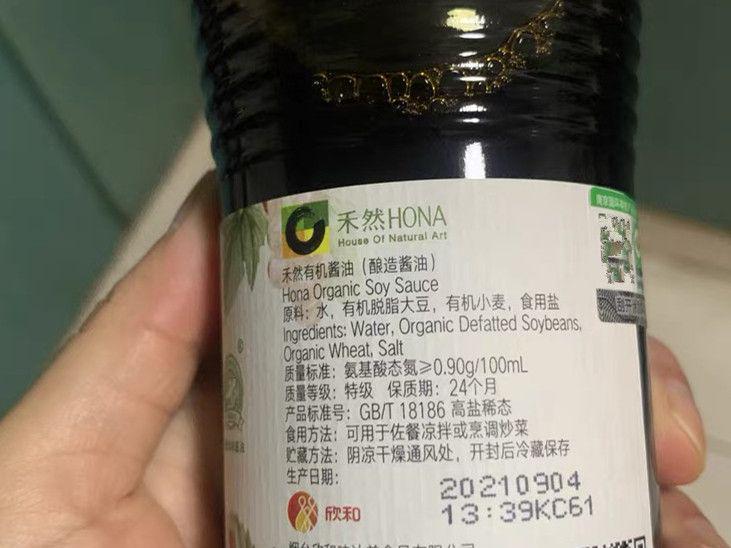 禾然HONA
House Of Natural Art
禾然有机酱油（酿造酱油）
Hona Organic Soy Sauce
原料：水，有机脱脂大豆，有机小麦，食用盐
Ingredients: Water, Organic Defatted Soybeans,
Organic Wheat, Salt
质量标准：氨基酸态氮≥0.90g/100mL
质量等级：特级 保质期：24个月
产品标准号：GB/T 18186 高盐稀态
食用方法：可用于佐餐凉拌或烹调炒菜
贮藏方法：阴凉干燥通风处，开封后冷藏保存
生产日期：
20210904
13:39KC61
欣和